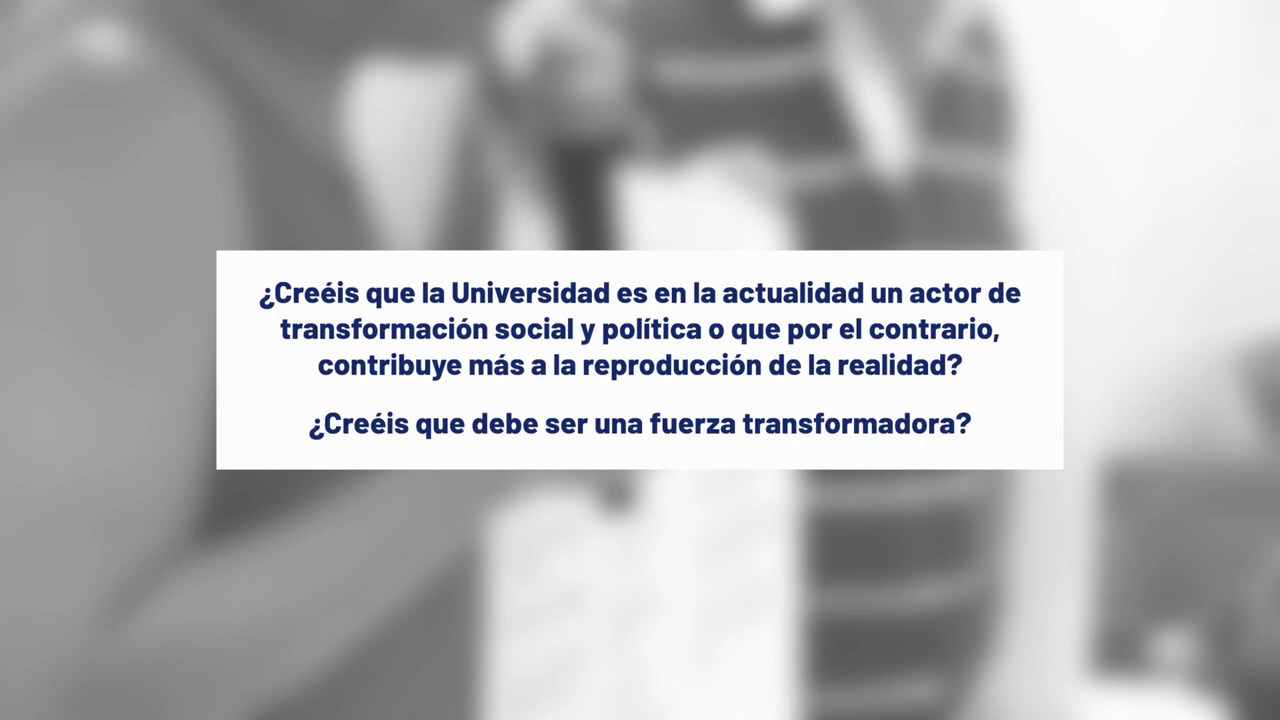 ¿Creéis que la Universidad es en la actualidad un actor de
transformación social y política o que por el contrario,
contribuye más a la reproducción de la realidad?
¿Creéis que debe ser una fuerza transformadora?